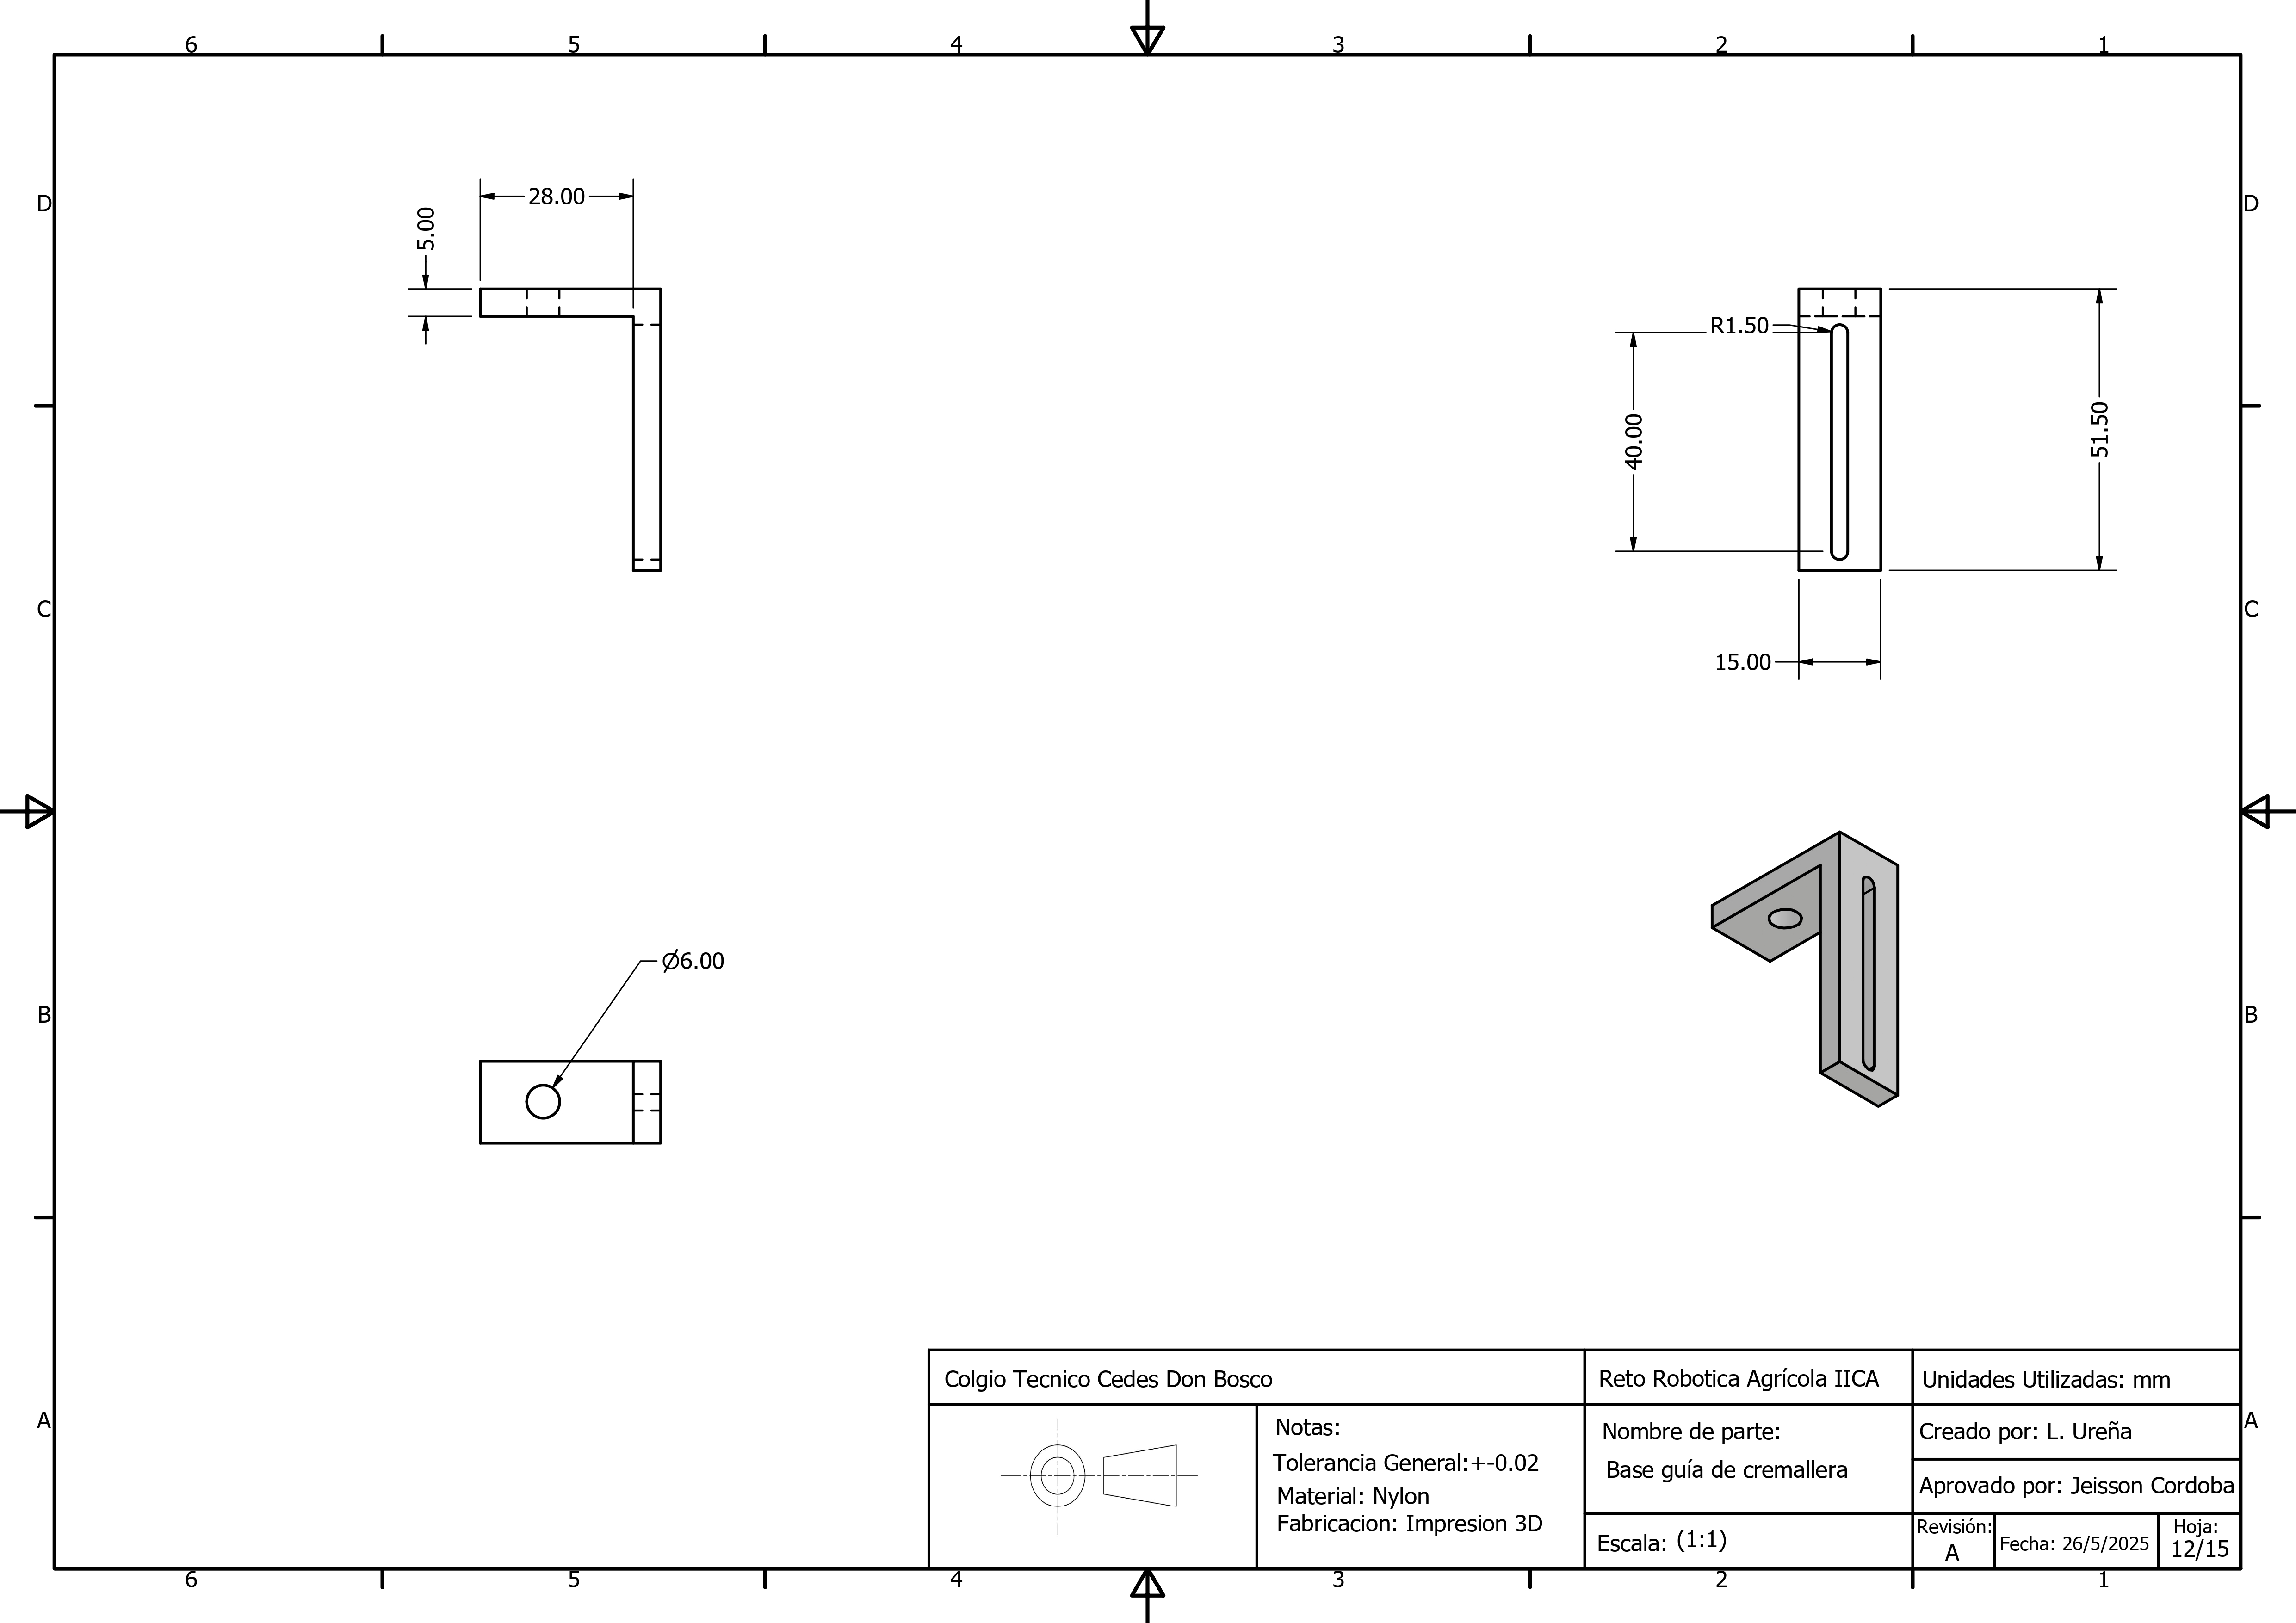 6 5 4 3 2 1
D D
28.00
5.00
R1.50
40.00
51.50
C C
15.00
Ø6.00
B B
Colgio Tecnico Cedes Don Bosco
Reto Robotica Agrícola IICA
Unidades Utilizadas: mm
A A
Notas:
Tolerancia General:+-0.02
Material: Nylon
Fabricacion: Impresion 3D
Nombre de parte:
Base guía de cremallera
Escala: (1:1)
Creado por: L. Ureña
Aprovado por: Jeisson Cordoba
Revisión:
A
Fecha: 26/5/2025
Hoja:
12/15
6 5 4 3 2 1